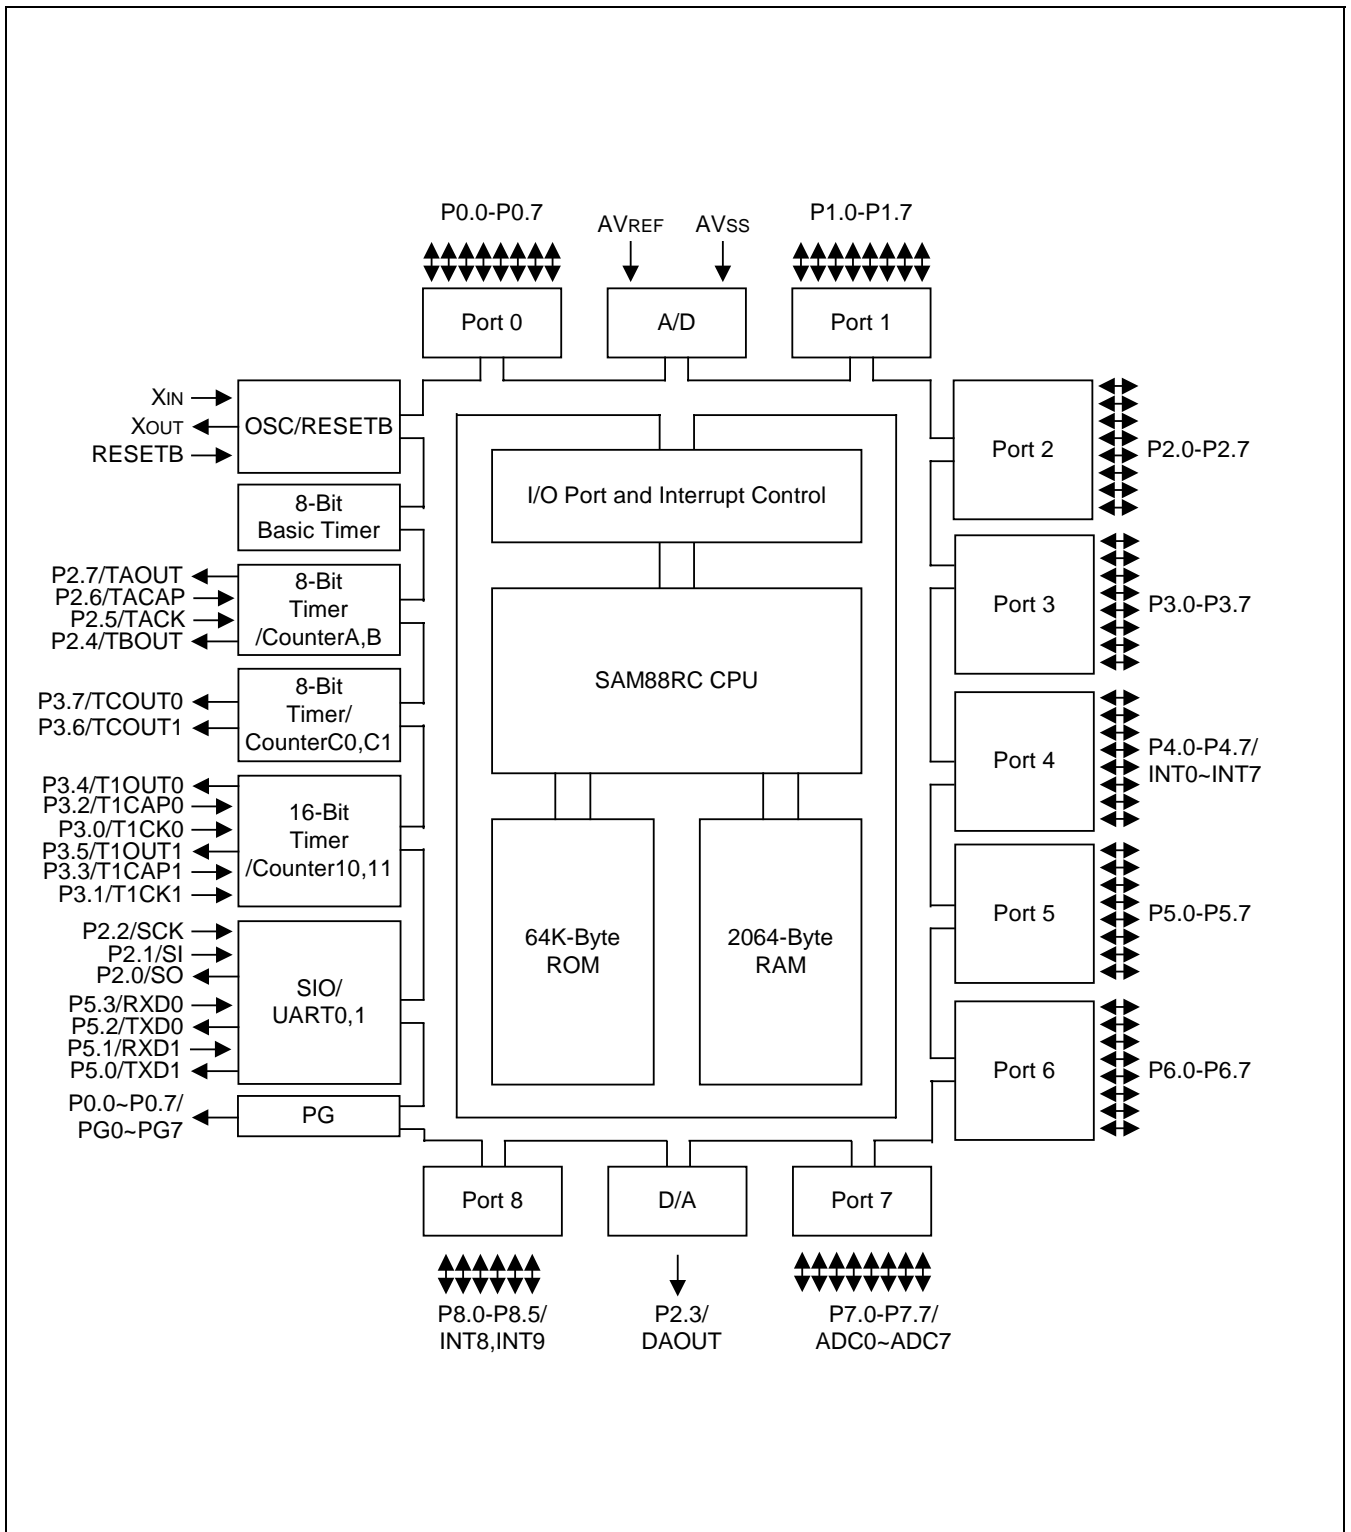 P0.0-P0.7
AVREF
AVSS
P1.0-P1.7
Port 0
A/D
Port 1
XIN
XOUT
RESETB
OSC/RESETB
Port 2
P2.0-P2.7
8-Bit
Basic Timer
I/O Port and Interrupt Control
P2.7/TAOUT
P2.6/TACAP
P2.5/TACK
P2.4/TBOUT
8-Bit
Timer
/CounterA,B
Port 3
P3.0-P3.7
P3.7/TCOUT0
P3.6/TCOUT1
8-Bit
Timer/
CounterC0,C1
SAM88RC CPU
Port 4
P4.0-P4.7/
INT0~INT7
P3.4/T1OUT0
P3.2/T1CAP0
P3.0/T1CK0
P3.5/T1OUT1
P3.3/T1CAP1
P3.1/T1CK1
16-Bit
Timer
/Counter10,11
Port 5
P5.0-P5.7
P2.2/SCK
P2.1/SI
P2.0/SO
P5.3/RXD0
P5.2/TXD0
P5.1/RXD1
P5.0/TXD1
SIO/
UART0,1
64K-Byte
ROM
2064-Byte
RAM
Port 6
P6.0-P6.7
P0.0~P0.7/
PG0~PG7
PG
Port 8
D/A
Port 7
P8.0-P8.5/
INT8,INT9
P2.3/
DAOUT
P7.0-P7.7/
ADC0~ADC7